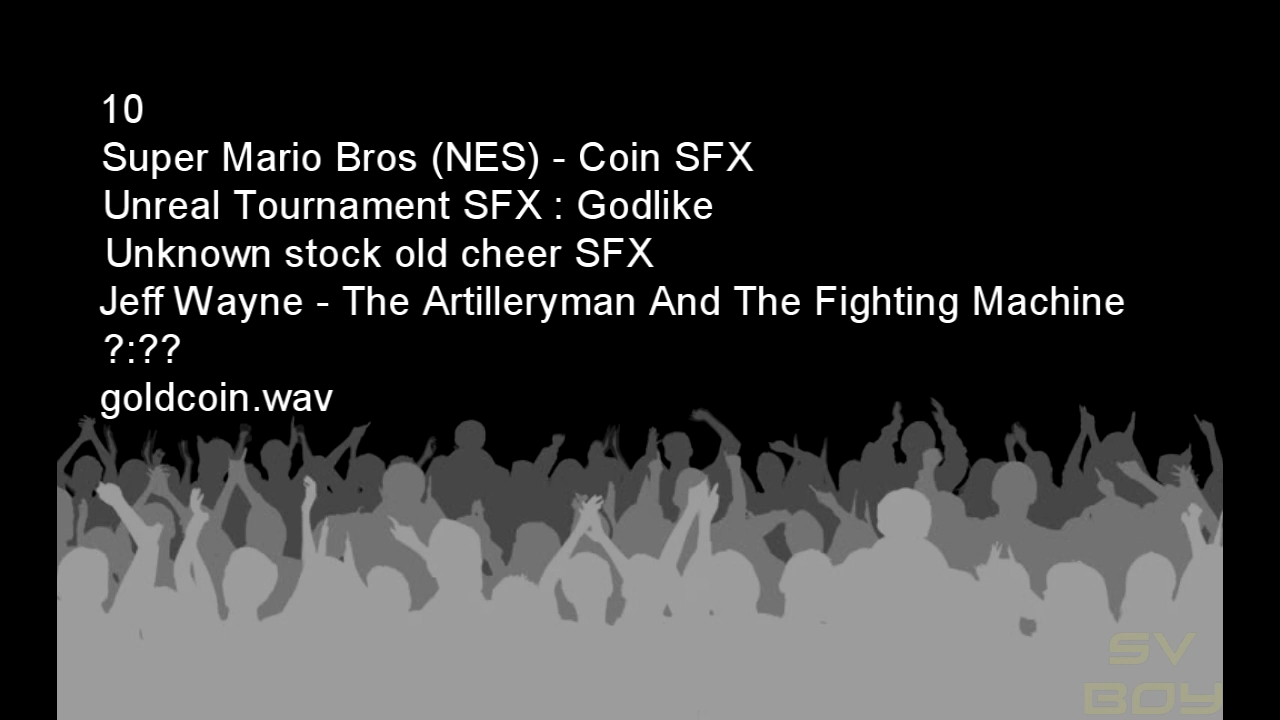 10
Super Mario Bros (NES) - Coin SFX
Unreal Tournament SFX : Godlike
Unknown stock old cheer SFX
Jeff Wayne - The Artilleryman And The Fighting Machine
?:??
goldcoin.wav
SV
BOY